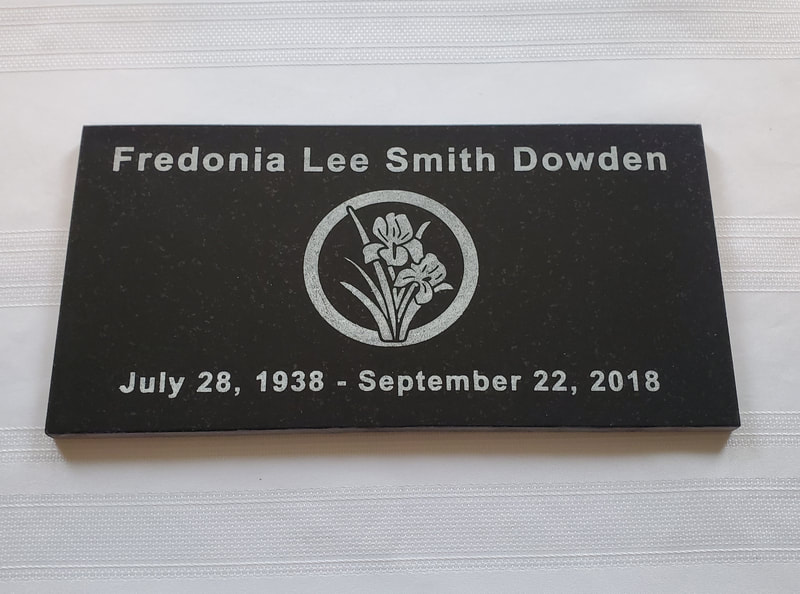 Fredonia Lee Smith Dowden
July 28, 1938 - September 22, 2018